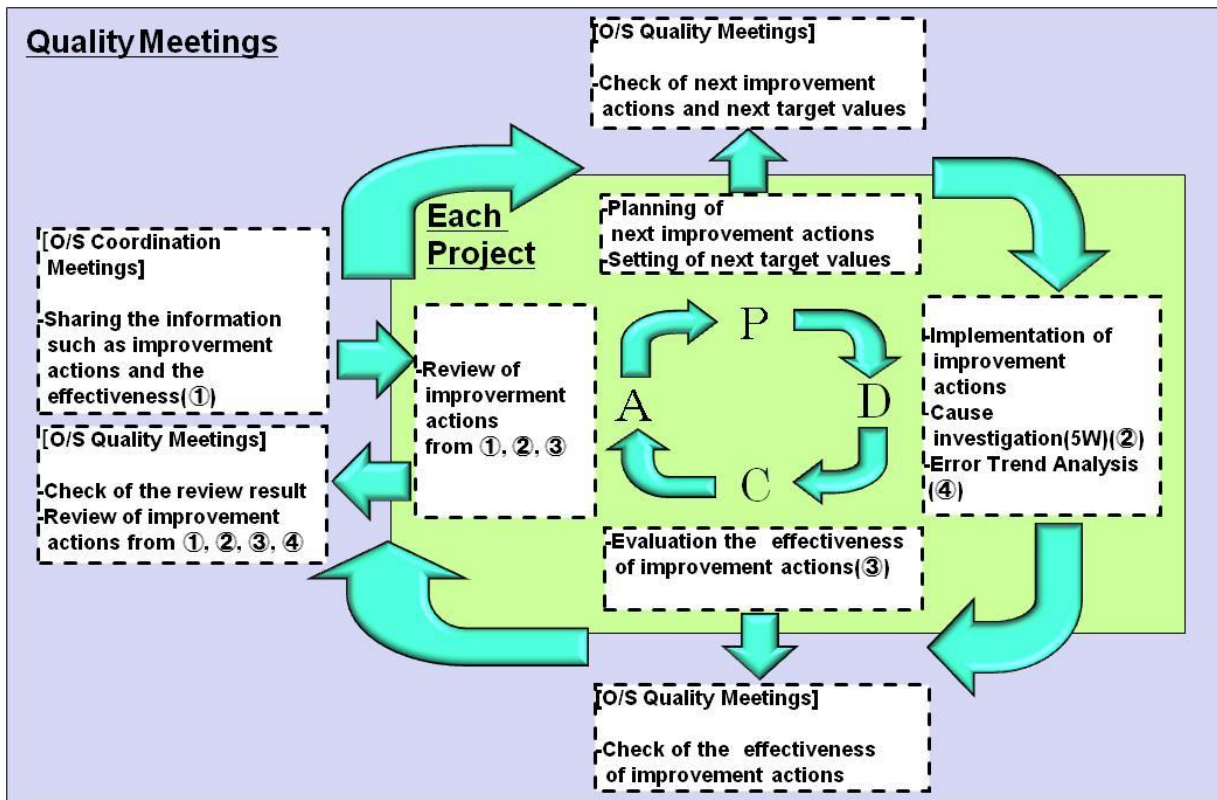 Quality Meetings
[O/S Quality Meetings]
-Check of next improvement
actions and next target values
Each
Project
-Planning of
next improvement actions
-Setting of next target values
[O/S Coordination
Meetings]
-Sharing the information
such as improverment
actions and the
effectiveness(①)
-Review of
improverment
actions
from ①, ②, ③
P
A
D
C
-Implementation of
improvement
actions
-Cause
investigation(5W)(②)
-Error Trend Analysis
(④)
[O/S Quality Meetings]
-Check of the review result
-Review of improvement
actions from ①, ②, ③, ④
-Evaluation the effectiveness
of improvement actions(③)
[O/S Quality Meetings]
-Check of the effectiveness
of improvement actions